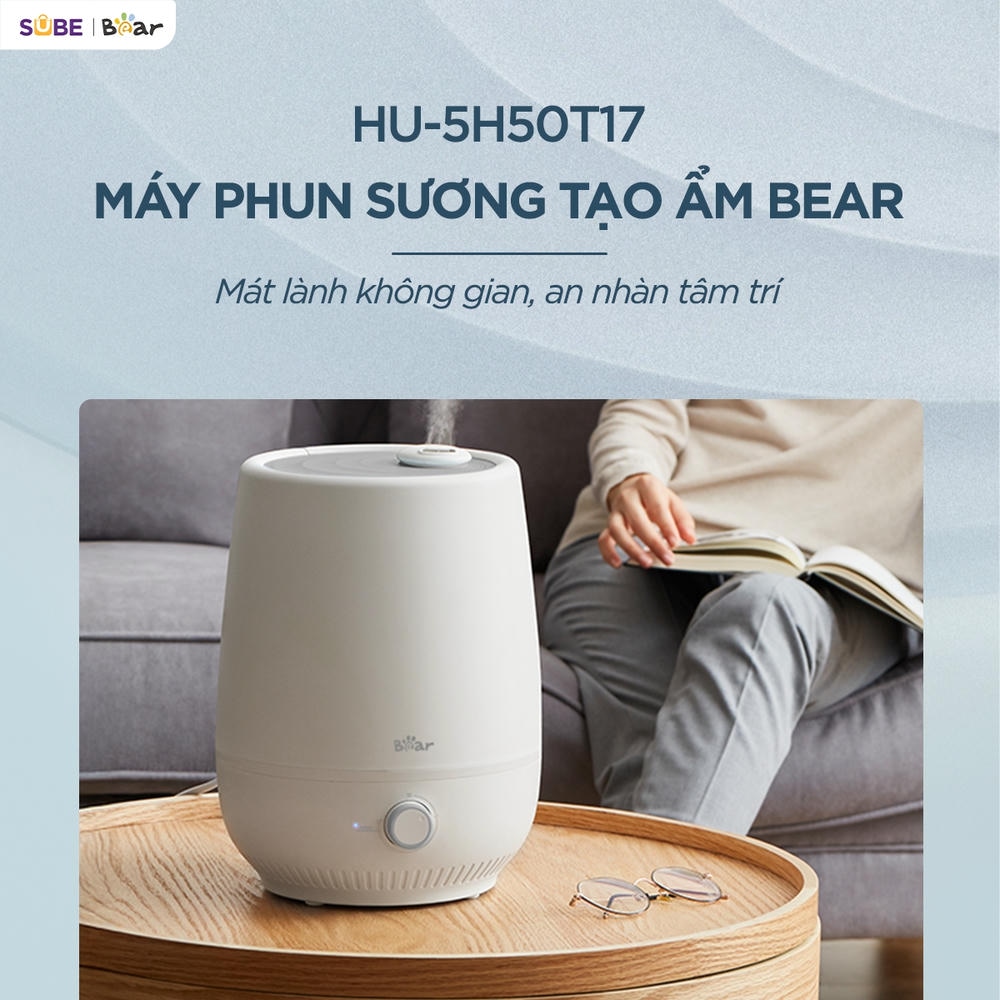 SUBE | Bear
HU-5H50T17
MÁY PHUN SƯƠNG TẠO ẨM BEAR
Mát lành không gian, an nhàn tâm trí
Bear